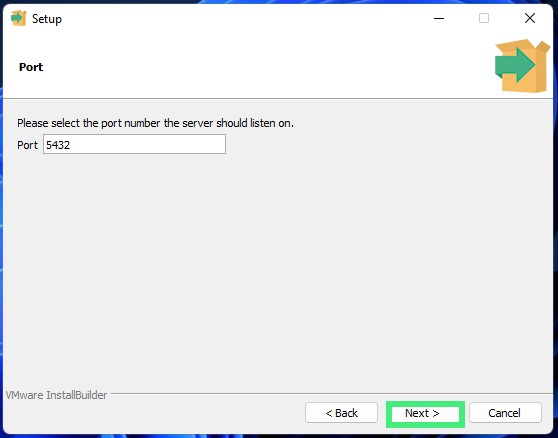 Setup
Port
Please select the port number the server should listen on.
Port 5432
VMware InstallBuilder
< Back Next > Cancel